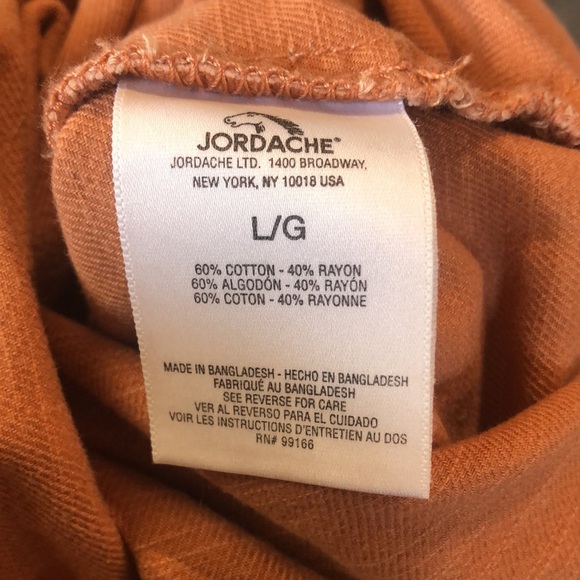 JORDACHE®
JORDACHE LTD. 1400 BROADWAY,
NEW YORK, NY 10018 USA
L/G
60% COTTON - 40% RAYON
60% ALGODÓN - 40% RAYÓN
60% COTON - 40% RAYONNE
MADE IN BANGLADESH - HECHO EN BANGLADESH
FABRIQUÉ AU BANGLADESH
SEE REVERSE FOR CARE
VER AL REVERSO PARA EL CUIDADO
VOIR LES INSTRUCTIONS D'ENTRETIEN AU DOS
RN# 99166